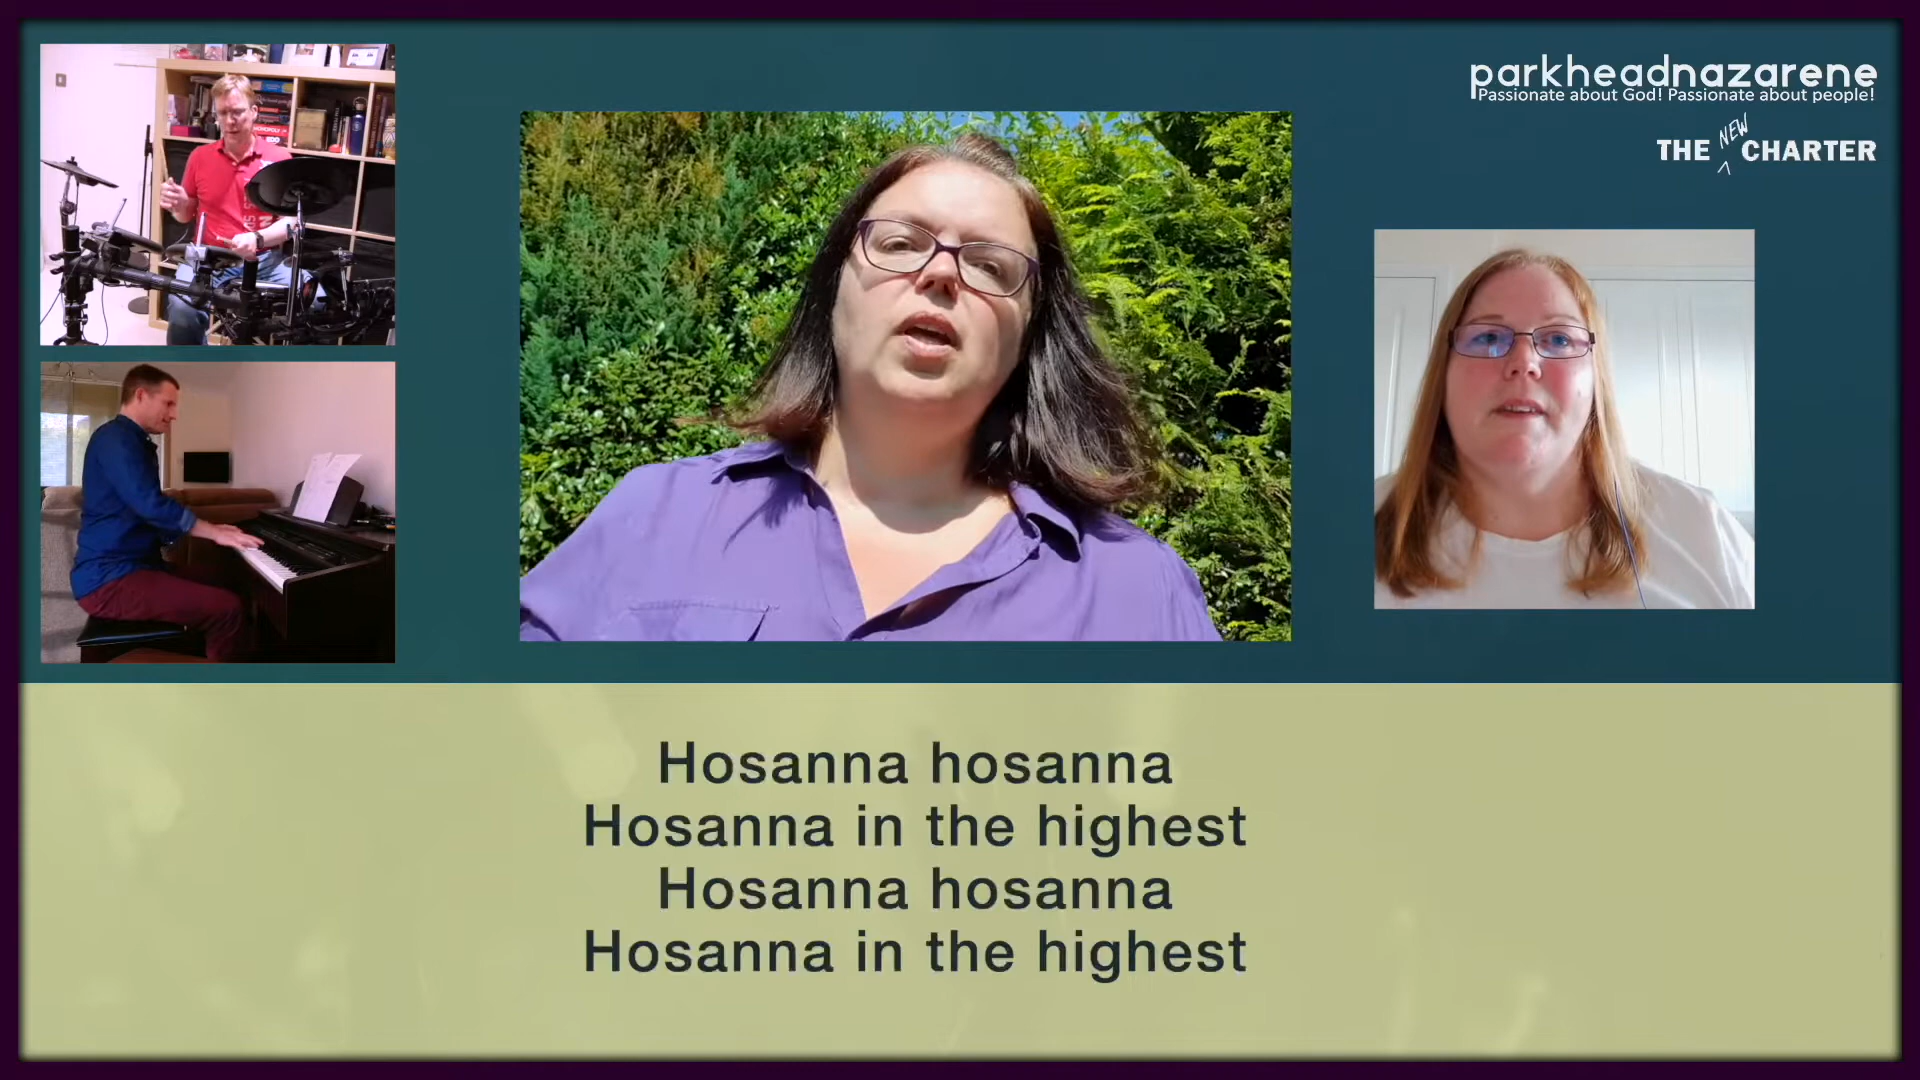 parkheadnazarene
Passionate about God! Passionate about people!
THE NEW CHARTER
MONOPOLY
Hosanna hosanna
Hosanna in the highest
Hosanna hosanna
Hosanna in the highest